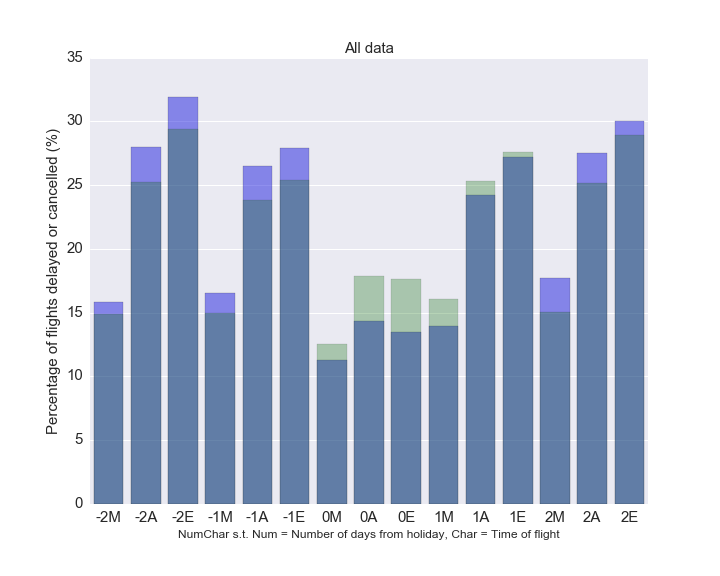 All data
Percentage of flights delayed or cancelled (%)
35
30
25
20
15
10
5
0
-2M -2A -2E -1M -1A -1E 0M 0A 0E 1M 1A 1E 2M 2A 2E
NumChar s.t. Num = Number of days from holiday, Char = Time of flight